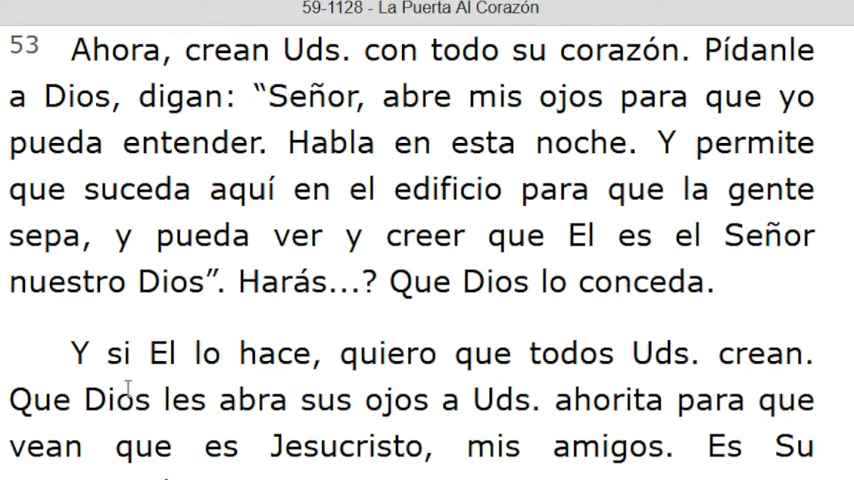 59-1128 - La Puerta Al Corazón
53 Ahora, crean Uds. con todo su corazón. Pídanle
a Dios, digan: “Señor, abre mis ojos para que yo
pueda entender. Habla en esta noche. Y permite
que suceda aquí en el edificio para que la gente
sepa, y pueda ver y creer que El es el Señor
nuestro Dios”. Harás...? Que Dios lo conceda.
Y si El lo hace, quiero que todos Uds. crean.
Que Dios les abra sus ojos a Uds. ahorita para que
vean que es Jesucristo, mis amigos. Es Su